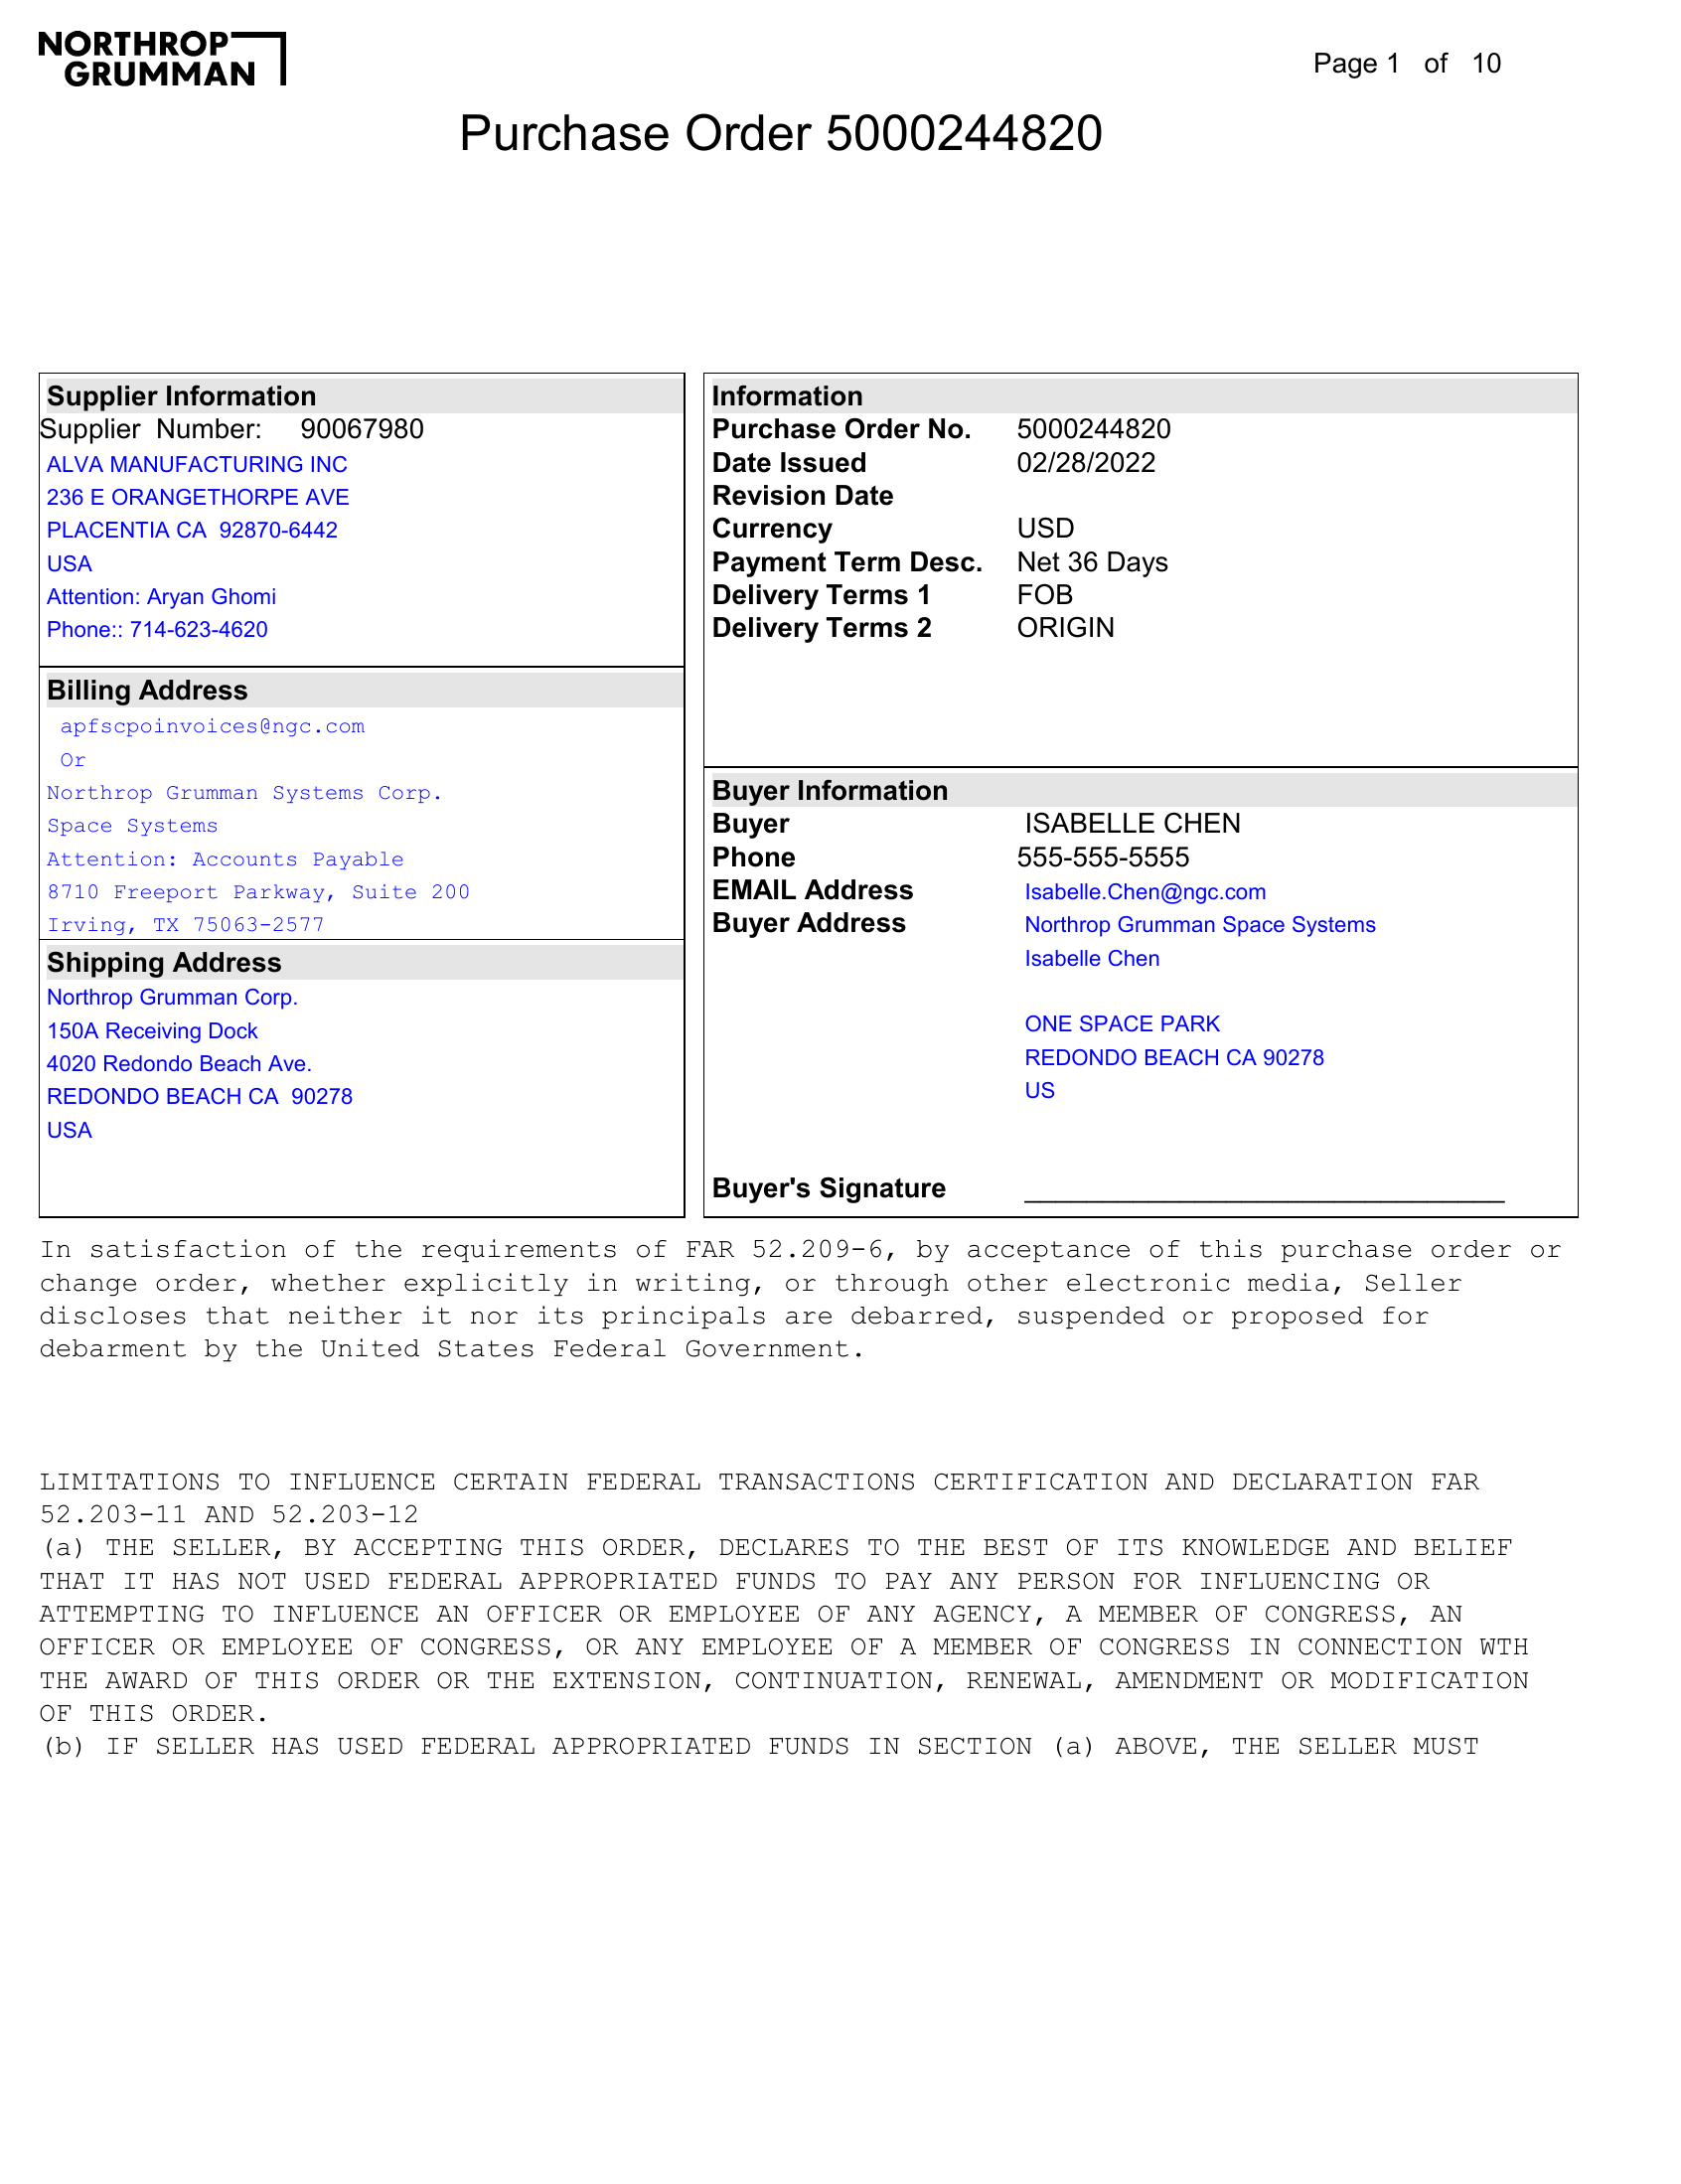 NORTHROP
GRUMMAN
Page 1 of 10
Purchase Order 5000244820
Supplier Information
Supplier Number: 90067980
ALVA MANUFACTURING INC
236 E ORANGETHORPE AVE
PLACENTIA CA 92870-6442
USA
Attention: Aryan Ghomi
Phone:: 714-623-4620
Billing Address
apfscpoinvoices@ngc.com
Or
Northrop Grumman Systems Corp.
Space Systems
Attention: Accounts Payable
8710 Freeport Parkway, Suite 200
Irving, TX 75063-2577
Shipping Address
Northrop Grumman Corp.
150A Receiving Dock
4020 Redondo Beach Ave.
REDONDO BEACH CA 90278
USA
Information
Purchase Order No. 5000244820
Date Issued 02/28/2022
Revision Date
Currency USD
Payment Term Desc. Net 36 Days
Delivery Terms 1 FOB
Delivery Terms 2 ORIGIN
Buyer Information
Buyer ISABELLE CHEN
Phone 555-555-5555
EMAIL Address Isabelle.Chen@ngc.com
Buyer Address Northrop Grumman Space Systems
Isabelle Chen
ONE SPACE PARK
REDONDO BEACH CA 90278
US
Buyer's Signature
In satisfaction of the requirements of FAR 52.209-6, by acceptance of this purchase order or
change order, whether explicitly in writing, or through other electronic media, Seller
discloses that neither it nor its principals are debarred, suspended or proposed for
debarment by the United States Federal Government.
LIMITATIONS TO INFLUENCE CERTAIN FEDERAL TRANSACTIONS CERTIFICATION AND DECLARATION FAR
52.203-11 AND 52.203-12
(a) THE SELLER, BY ACCEPTING THIS ORDER, DECLARES TO THE BEST OF ITS KNOWLEDGE AND BELIEF
THAT IT HAS NOT USED FEDERAL APPROPRIATED FUNDS TO PAY ANY PERSON FOR INFLUENCING OR
ATTEMPTING TO INFLUENCE AN OFFICER OR EMPLOYEE OF ANY AGENCY, A MEMBER OF CONGRESS, AN
OFFICER OR EMPLOYEE OF CONGRESS, OR ANY EMPLOYEE OF A MEMBER OF CONGRESS IN CONNECTION WTH
THE AWARD OF THIS ORDER OR THE EXTENSION, CONTINUATION, RENEWAL, AMENDMENT OR MODIFICATION
OF THIS ORDER.
(b) IF SELLER HAS USED FEDERAL APPROPRIATED FUNDS IN SECTION (a) ABOVE, THE SELLER MUST